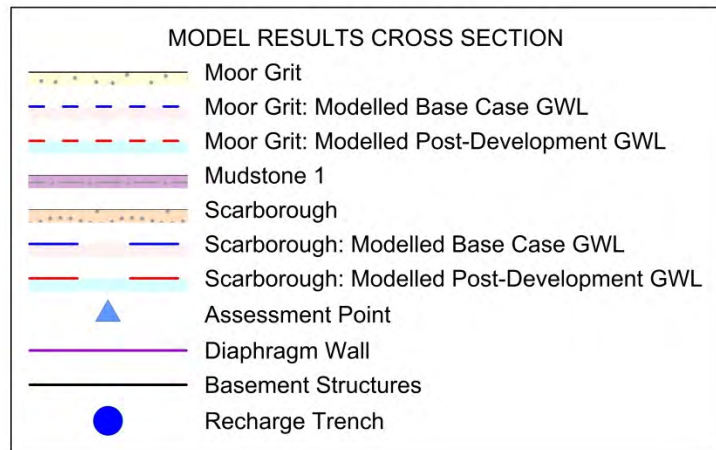 MODEL RESULTS CROSS SECTION
Moor Grit
Moor Grit: Modelled Base Case GWL
Moor Grit: Modelled Post-Development GWL
Mudstone 1
Scarborough
Scarborough: Modelled Base Case GWL
Scarborough: Modelled Post-Development GWL
Assessment Point
Diaphragm Wall
Basement Structures
Recharge Trench